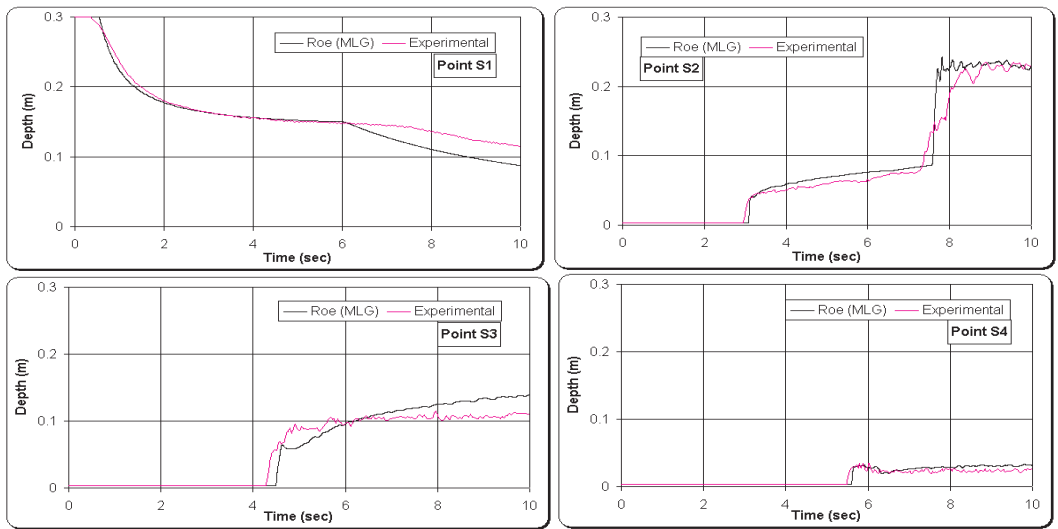 0.3
0.2
0.1
0
Depth (m)
Roe (MLG) Experimental
Point S1
0 2 4 6 8 10
Time (sec)
0.3
0.2
0.1
0
Depth (m)
Roe (MLG) Experimental
Point S2
0 2 4 6 8 10
Time (sec)
0.3
0.2
0.1
0
Depth (m)
Roe (MLG) Experimental
Point S3
0 2 4 6 8 10
Time (sec)
0.3
0.2
0.1
0
Depth (m)
Roe (MLG) Experimental
Point S4
0 2 4 6 8 10
Time (sec)